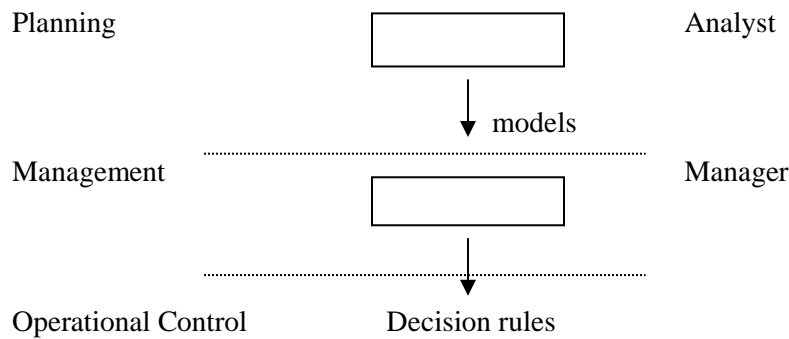 Planning Analyst
models
Management Manager
Operational Control Decision rules